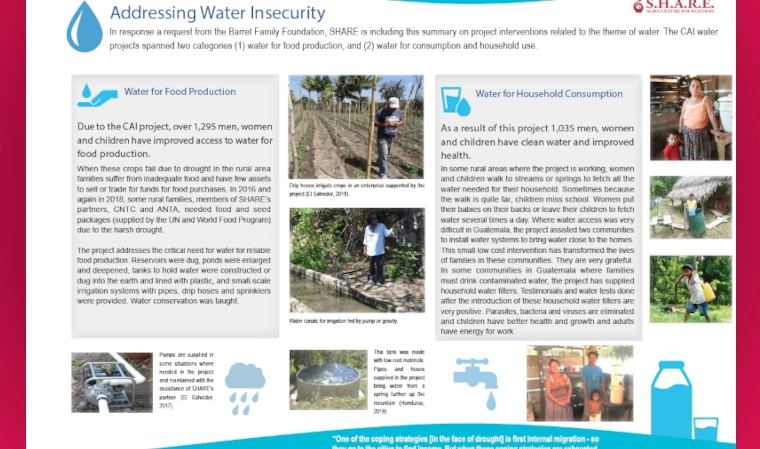 S.H.A.R.E.
AGRICULTURE FOUNDATION
Addressing Water Insecurity
In response a request from the Barret Family Foundation, SHARE is including this summary on project interventions related to the theme of water. The CAI water
projects spanned two categories (1) water for food production; and (2) water for consumption and household use.
Water for Food Production
Due to the CAI project, over 1,295 men, women
and children have improved access to water for
food production.
When these crops fail due to drought in the rural area
families suffer from inadequate food and have few assets
to sell or trade for funds for food purchases. In 2016 and
again in 2018, some rural families, members of SHARE's
partners, CNTC and ANTA, needed food and seed
packages (supplied by the UN and World Food Program)
due to the harsh drought.
The project addresses the critical need for water for reliable
food production. Reservoirs were dug, ponds were enlarged
and deepened, tanks to hold water were constructed or
dug into the earth and lined with plastic, and small-scale
irrigation systems with pipes, drip hoses and sprinklers
were provided. Water conservation was taught.
Drip hoses irrigate crops in an enterprise supported by the
project (El Salvador, 2018)
Water canals for irrigation fed by pump or gravity.
Water for Household Consumption
As a result of this project 1,035 men, women
and children have clean water and improved
health.
In some rural areas where the project is working, women
and children walk to streams or springs to fetch all the
water needed for their household. Sometimes because
the walk is quite far, children miss school. Women put
their babies on their backs or leave their children to fetch
water several times a day. Where water access was very
difficult in Guatemala, the project assisted two communities
to install water systems to bring water close to the homes.
This small low cost intervention has transformed the lives
of families in these communities. They are very grateful.
In some communities in Guatemala where families
must drink contaminated water, the project has supplied
household water filters. Testimonials and water tests done
after the introduction of these household water filters are
very positive. Parasites, bacteria and viruses are eliminated
and children have better health and growth and adults
have energy for work.
Pumps are supplied in
some situations where
needed in the project
and maintained with the
assistance of SHARE's
partner (El Salvador,
2017)
This tank was made
with low cost materials.
Pipes and hoses
supplied in the project
bring water from a
spring further up the
mountain (Honduras,
2019)
"One of the coping strategies [in the face of drought] is first internal migration - so
they go to the cities to find income. But when those coping strategies are exhausted